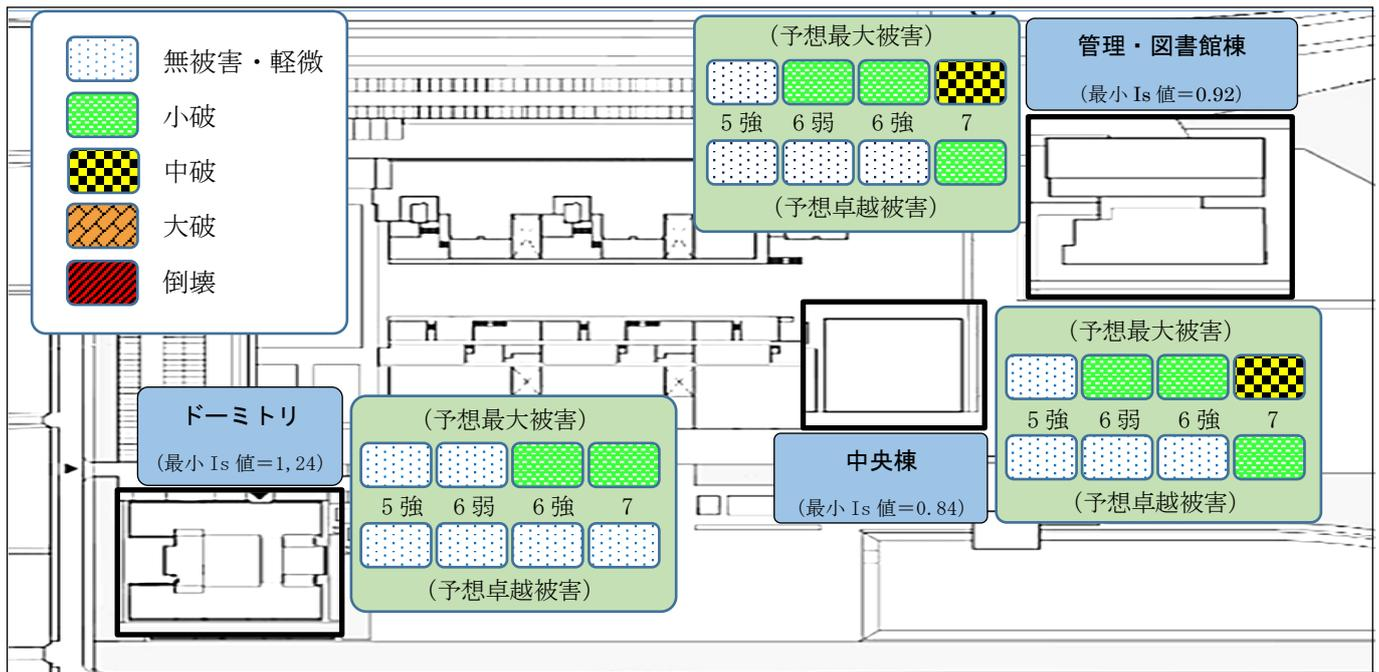 無被害・軽微
小破
中破
大破
倒壊
(予想最大被害)
5強 6弱 6強 7
(予想卓越被害)
管理・図書館棟
(最小 Is 値＝0.92)
(予想最大被害)
5強 6弱 6強 7
(予想卓越被害)
中央棟
(最小 Is 値＝0.84)
ドーミトリ
(最小 Is 値＝1,24)
(予想最大被害)
5強 6弱 6強 7
(予想卓越被害)